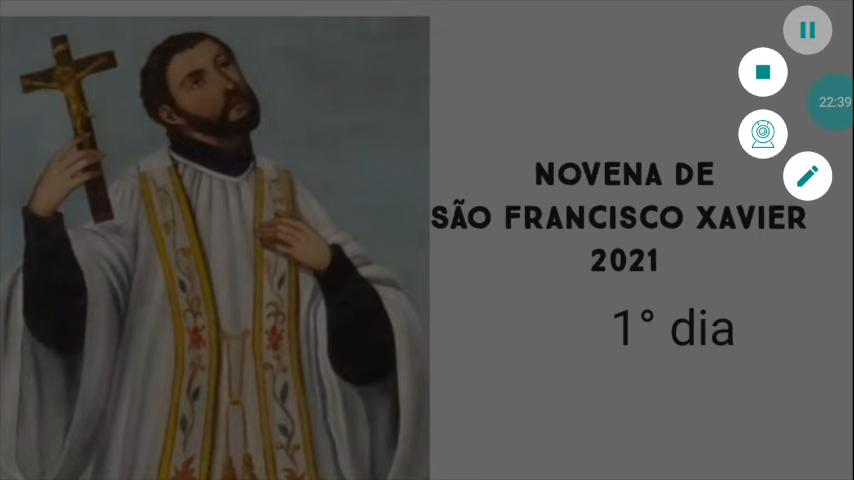 22:39
NOVENA DE
SÃO FRANCISCO XAVIER
2021
1° dia